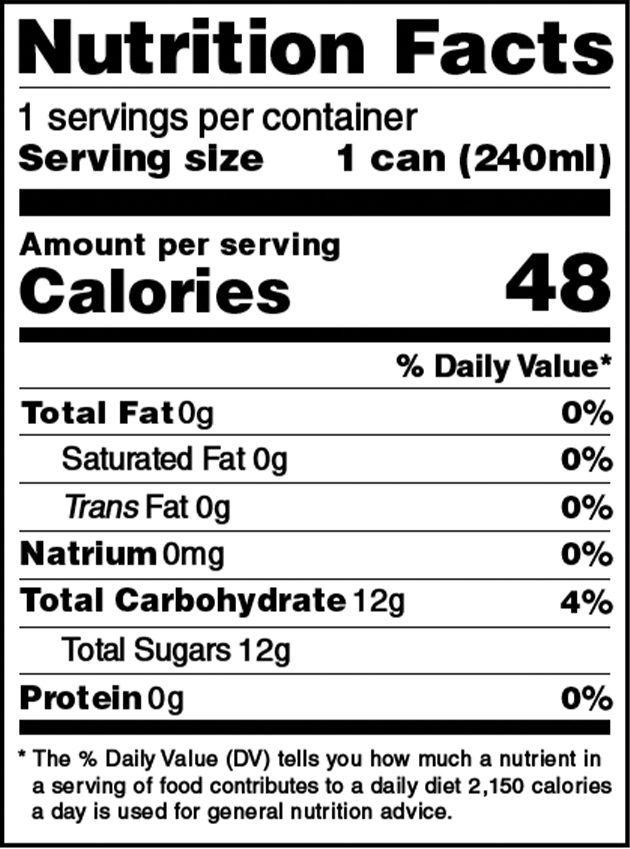 Nutrition Facts
1 servings per container
Serving size 1 can (240ml)
Amount per serving
Calories 48
% Daily Value*
Total Fat 0g 0%
Saturated Fat 0g 0%
Trans Fat 0g 0%
Natrium 0mg 0%
Total Carbohydrate 12g 4%
Total Sugars 12g
Protein 0g 0%
* The % Daily Value (DV) tells you how much a nutrient in
a serving of food contributes to a daily diet 2,150 calories
a day is used for general nutrition advice.